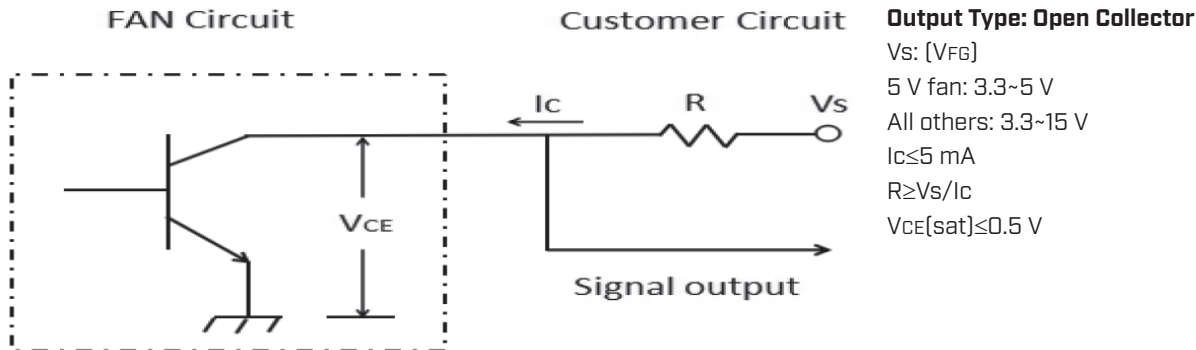 FAN Circuit
Customer Circuit
Output Type: Open Collector
Vs: (VFG)
5 V fan: 3.3~5 V
All others: 3.3~15 V
Ic≤5 mA
R≥Vs/Ic
VCE(sat)≤0.5 V
Ic
R
Vs
VCE
Signal output